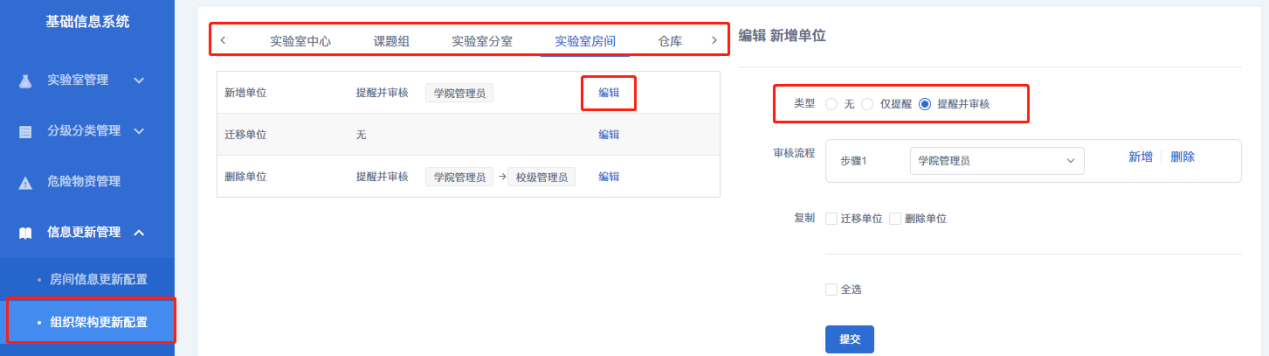 基础信息系统
实验室管理
分级分类管理
危险物资管理
信息更新管理
• 房间信息更新配置
• 组织架构更新配置
< 实验室中心 课题组 实验室分室 实验室房间 仓库 >
新增单位 提醒并审核 学院管理员 编辑
迁移单位 无 编辑
删除单位 提醒并审核 学院管理员 → 校级管理员 编辑
编辑 新增单位
类型 无 仅提醒 提醒并审核
审核流程 步骤1 学院管理员 新增 删除
复制 迁移单位 删除单位
全选
提交